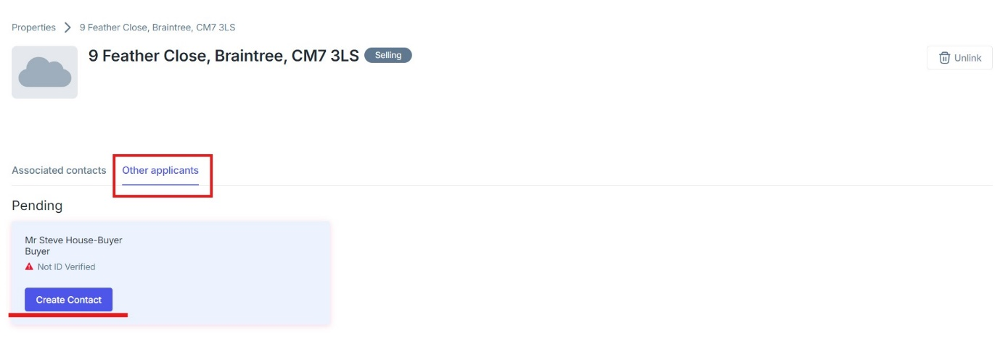 Properties > 9 Feather Close, Braintree, CM7 3LS
9 Feather Close, Braintree, CM7 3LS Selling
Unlink
Associated contacts Other applicants
Pending
Mr Steve House-Buyer
Buyer
Not ID Verified
Create Contact